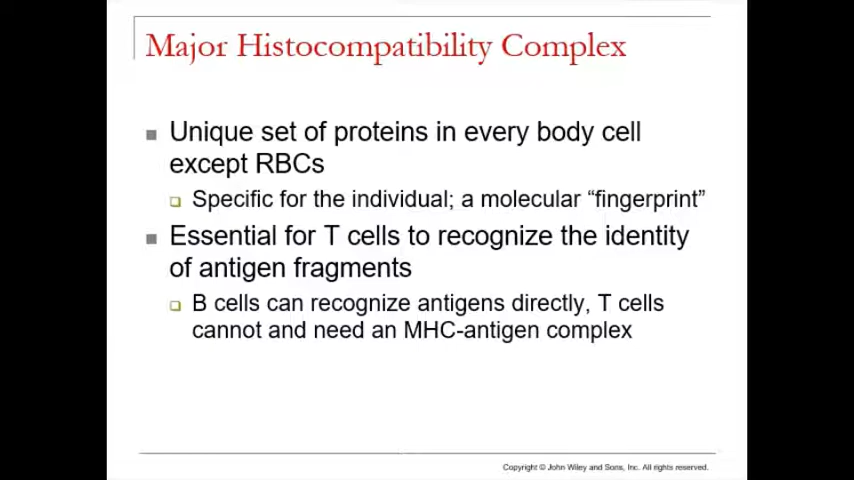 Major Histocompatibility Complex
Unique set of proteins in every body cell
except RBCs
Specific for the individual; a molecular “fingerprint”
Essential for T cells to recognize the identity
of antigen fragments
B cells can recognize antigens directly, T cells
cannot and need an MHC-antigen complex
Copyright © John Wiley and Sons, Inc. All rights reserved.